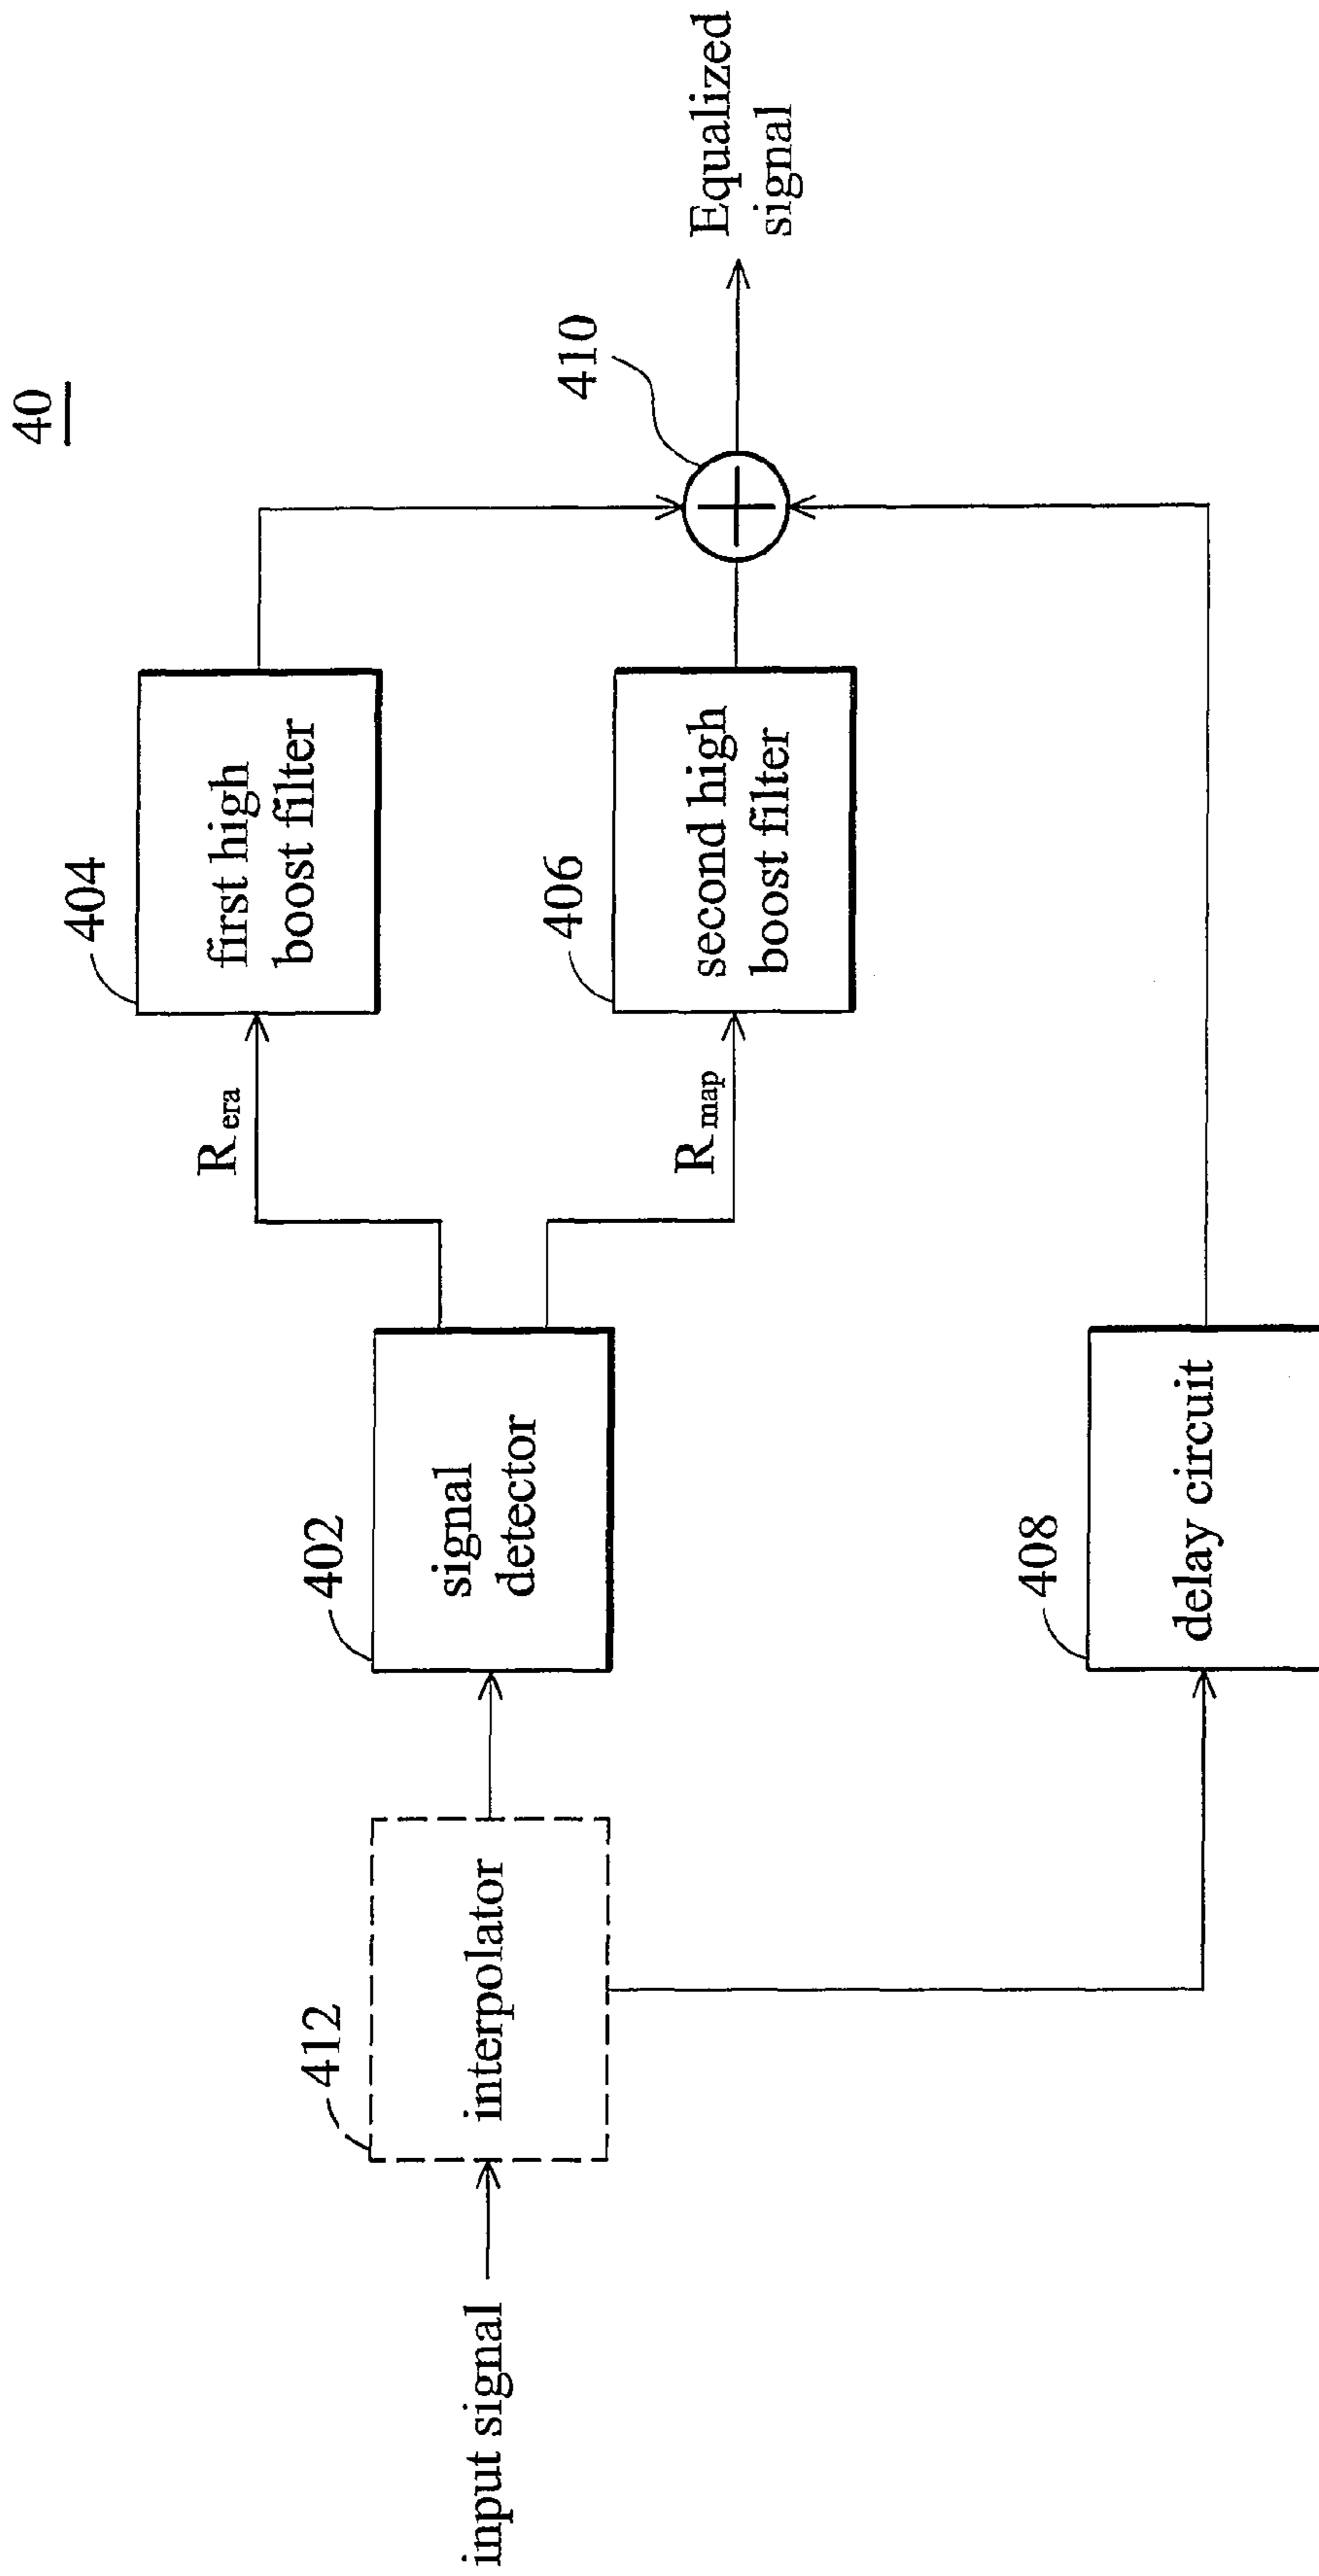 40
input signal
412
interpolator
402
signal
detector
R era
404
first high
boost filter
R map
406
second high
boost filter
408
delay circuit
410
Equalized
signal